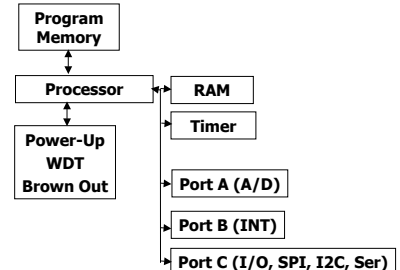 Program
Memory
Processor
RAM
Timer
Power-Up
WDT
Brown Out
Port A (A/D)
Port B (INT)
Port C (I/O, SPI, I2C, Ser)